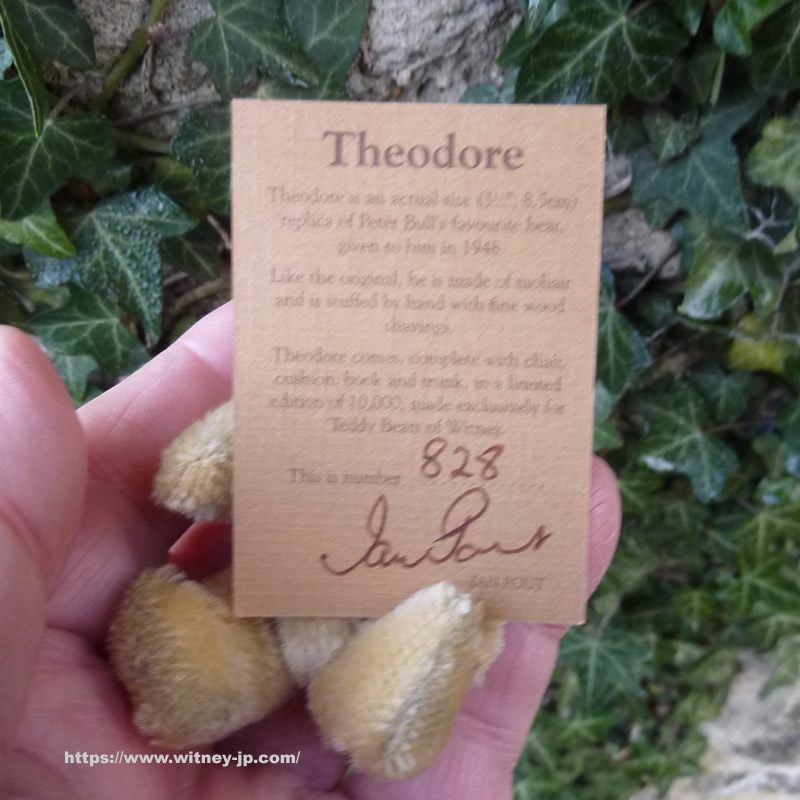 Theodore
Theodore is an actual size (3½", 8.5cm)
replica of Peter Bull's favourite bear,
given to him in 1948.
Like the original, he is made of mohair
and is stuffed by hand with fine wood
shavings.
Theodore comes, complete with chair,
cushion, book and trunk, in a limited
edition of 10,000, made exclusively for
Teddy Bears of Witney.
This is number 828
Ian Pout
IAN POUT
https://www.witney-jp.com/